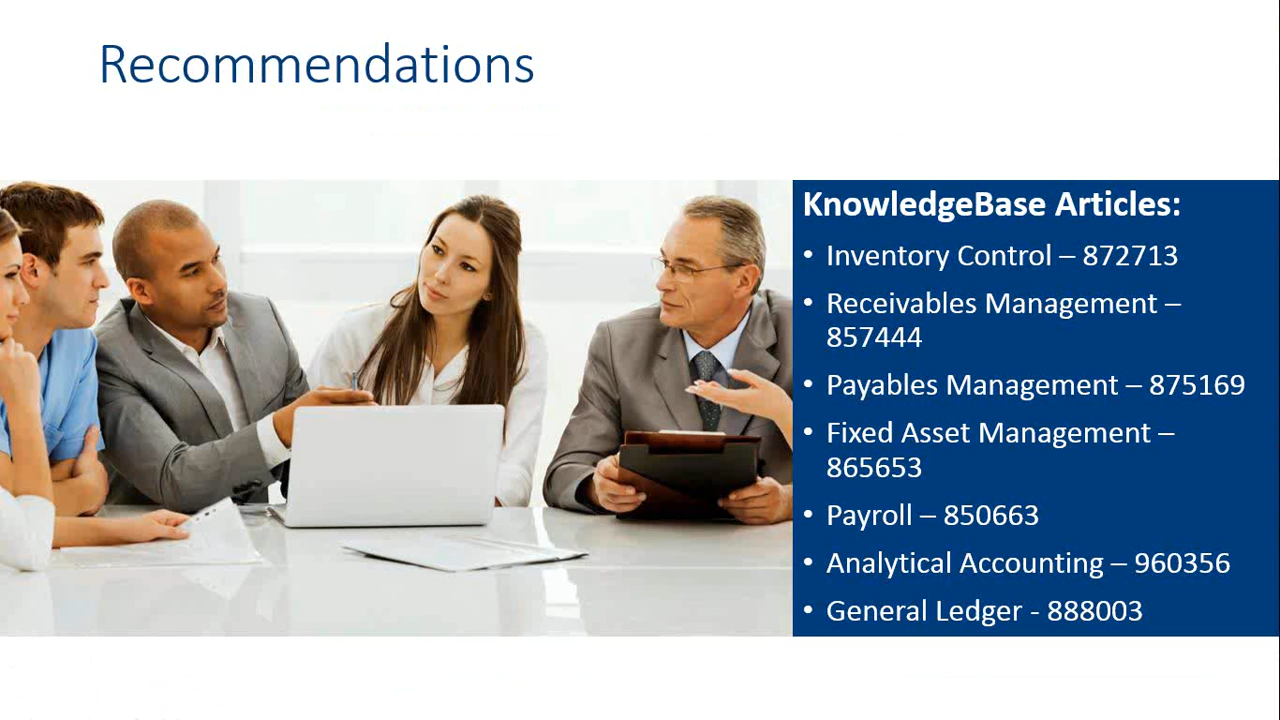 Recommendations
KnowledgeBase Articles:
• Inventory Control – 872713
• Receivables Management –
857444
• Payables Management – 875169
• Fixed Asset Management –
865653
• Payroll – 850663
• Analytical Accounting – 960356
• General Ledger - 888003